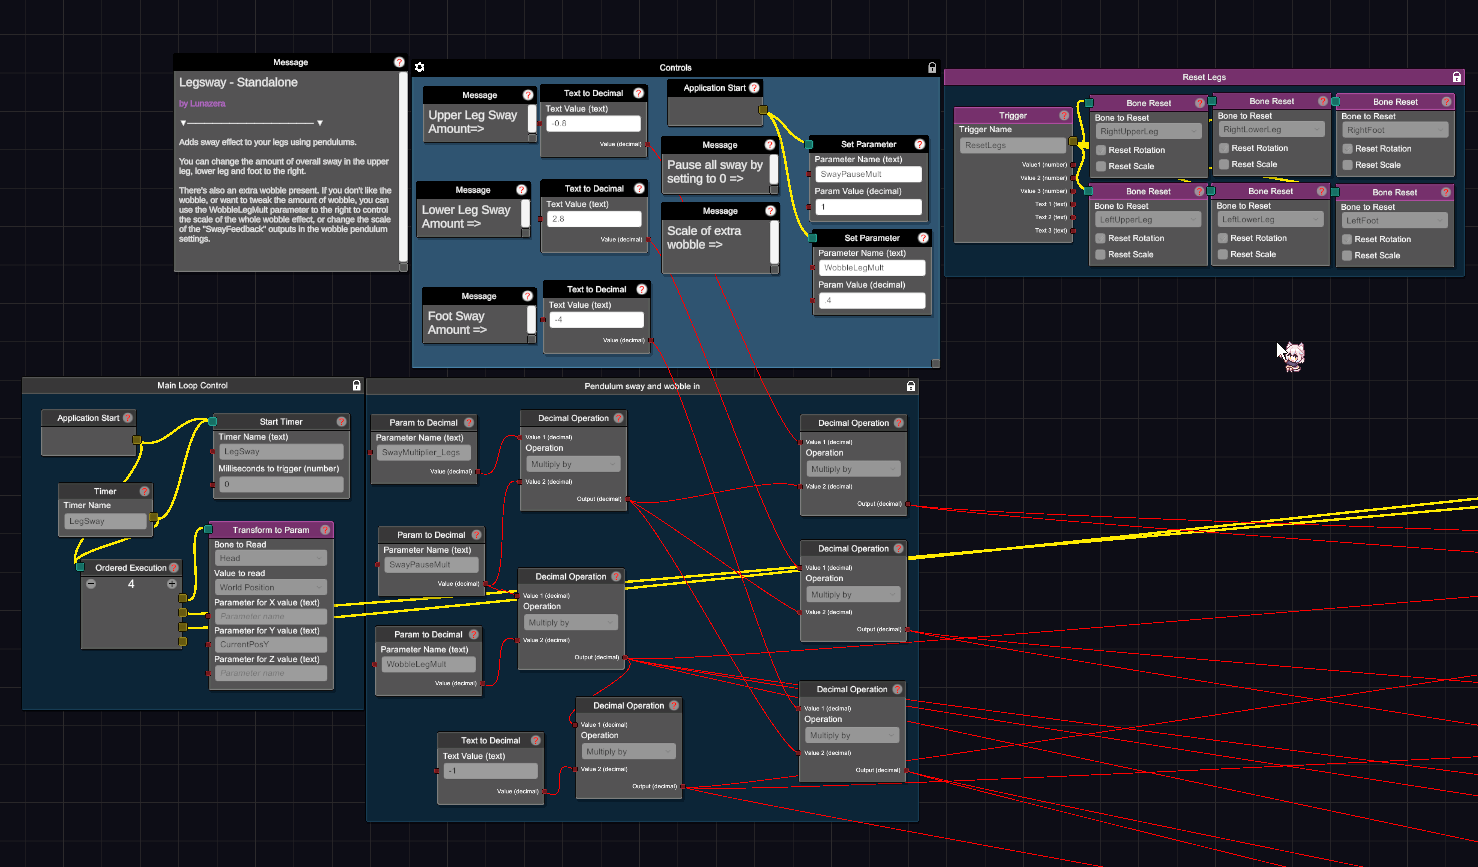 Message
Legsway - Standalone
by Lunazera
Adds sway effect to your legs using pendulums.
You can change the amount of overall sway in the upper
leg, lower leg and foot to the right.
There's also an extra wobble present. If you don't like the
wobble, or want to tweak the amount of wobble, you can
use the WobbleLegMult parameter to the right to control
the scale of the whole wobble effect, or change the scale
of the "SwayFeedback" outputs in the wobble pendulum
settings.
Controls
Message
Upper Leg Sway
Amount=>
Text to Decimal
Text Value (text)
-0.8
Value (decimal)
Message
Lower Leg Sway
Amount=>
Text to Decimal
Text Value (text)
2.8
Value (decimal)
Message
Foot Sway
Amount =>
Text to Decimal
Text Value (text)
-4
Value (decimal)
Application Start
Message
Pause all sway by
setting to 0 =>
Message
Scale of extra
wobble =>
Set Parameter
Parameter Name (text)
SwayPauseMult
Param Value (decimal)
1
Set Parameter
Parameter Name (text)
WobbleLegMult
Param Value (decimal)
.4
Reset Legs
Trigger
Trigger Name
ResetLegs
Value1 (number)
Value 2 (number)
Value 3 (number)
Text 1 (text)
Text 2 (text)
Text 3 (text)
Bone Reset
Bone to Reset
RightUpperLeg
Reset Rotation
Reset Scale
Bone Reset
Bone to Reset
RightLowerLeg
Reset Rotation
Reset Scale
Bone Reset
Bone to Reset
RightFoot
Reset Rotation
Reset Scale
Bone Reset
Bone to Reset
LeftUpperLeg
Reset Rotation
Reset Scale
Bone Reset
Bone to Reset
LeftLowerLeg
Reset Rotation
Reset Scale
Bone Reset
Bone to Reset
LeftFoot
Reset Rotation
Reset Scale
Main Loop Control
Application Start
Start Timer
Timer Name (text)
LegSway
Milliseconds to trigger (number)
0
Timer
Timer Name
LegSway
Ordered Execution
4
Transform to Param
Bone to Read
Head
Value to read
World Position
Parameter for X value (text)
Parameter name
Parameter for Y value (text)
CurrentPosY
Parameter for Z value (text)
Parameter name
Pendulum sway and wobble in
Param to Decimal
Parameter Name (text)
SwayMultiplier_Legs
Value (decimal)
Decimal Operation
Value 1 (decimal)
Operation
Multiply by
Value 2 (decimal)
Output (decimal)
Param to Decimal
Parameter Name (text)
SwayPauseMult
Value (decimal)
Decimal Operation
Value 1 (decimal)
Operation
Multiply by
Value 2 (decimal)
Output (decimal)
Param to Decimal
Parameter Name (text)
WobbleLegMult
Value (decimal)
Text to Decimal
Text Value (text)
-1
Value (decimal)
Decimal Operation
Value 1 (decimal)
Operation
Multiply by
Value 2 (decimal)
Output (decimal)
Decimal Operation
Value 1 (decimal)
Operation
Multiply by
Value 2 (decimal)
Output (decimal)
Decimal Operation
Value 1 (decimal)
Operation
Multiply by
Value 2 (decimal)
Output (decimal)
Decimal Operation
Value 1 (decimal)
Operation
Multiply by
Value 2 (decimal)
Output (decimal)